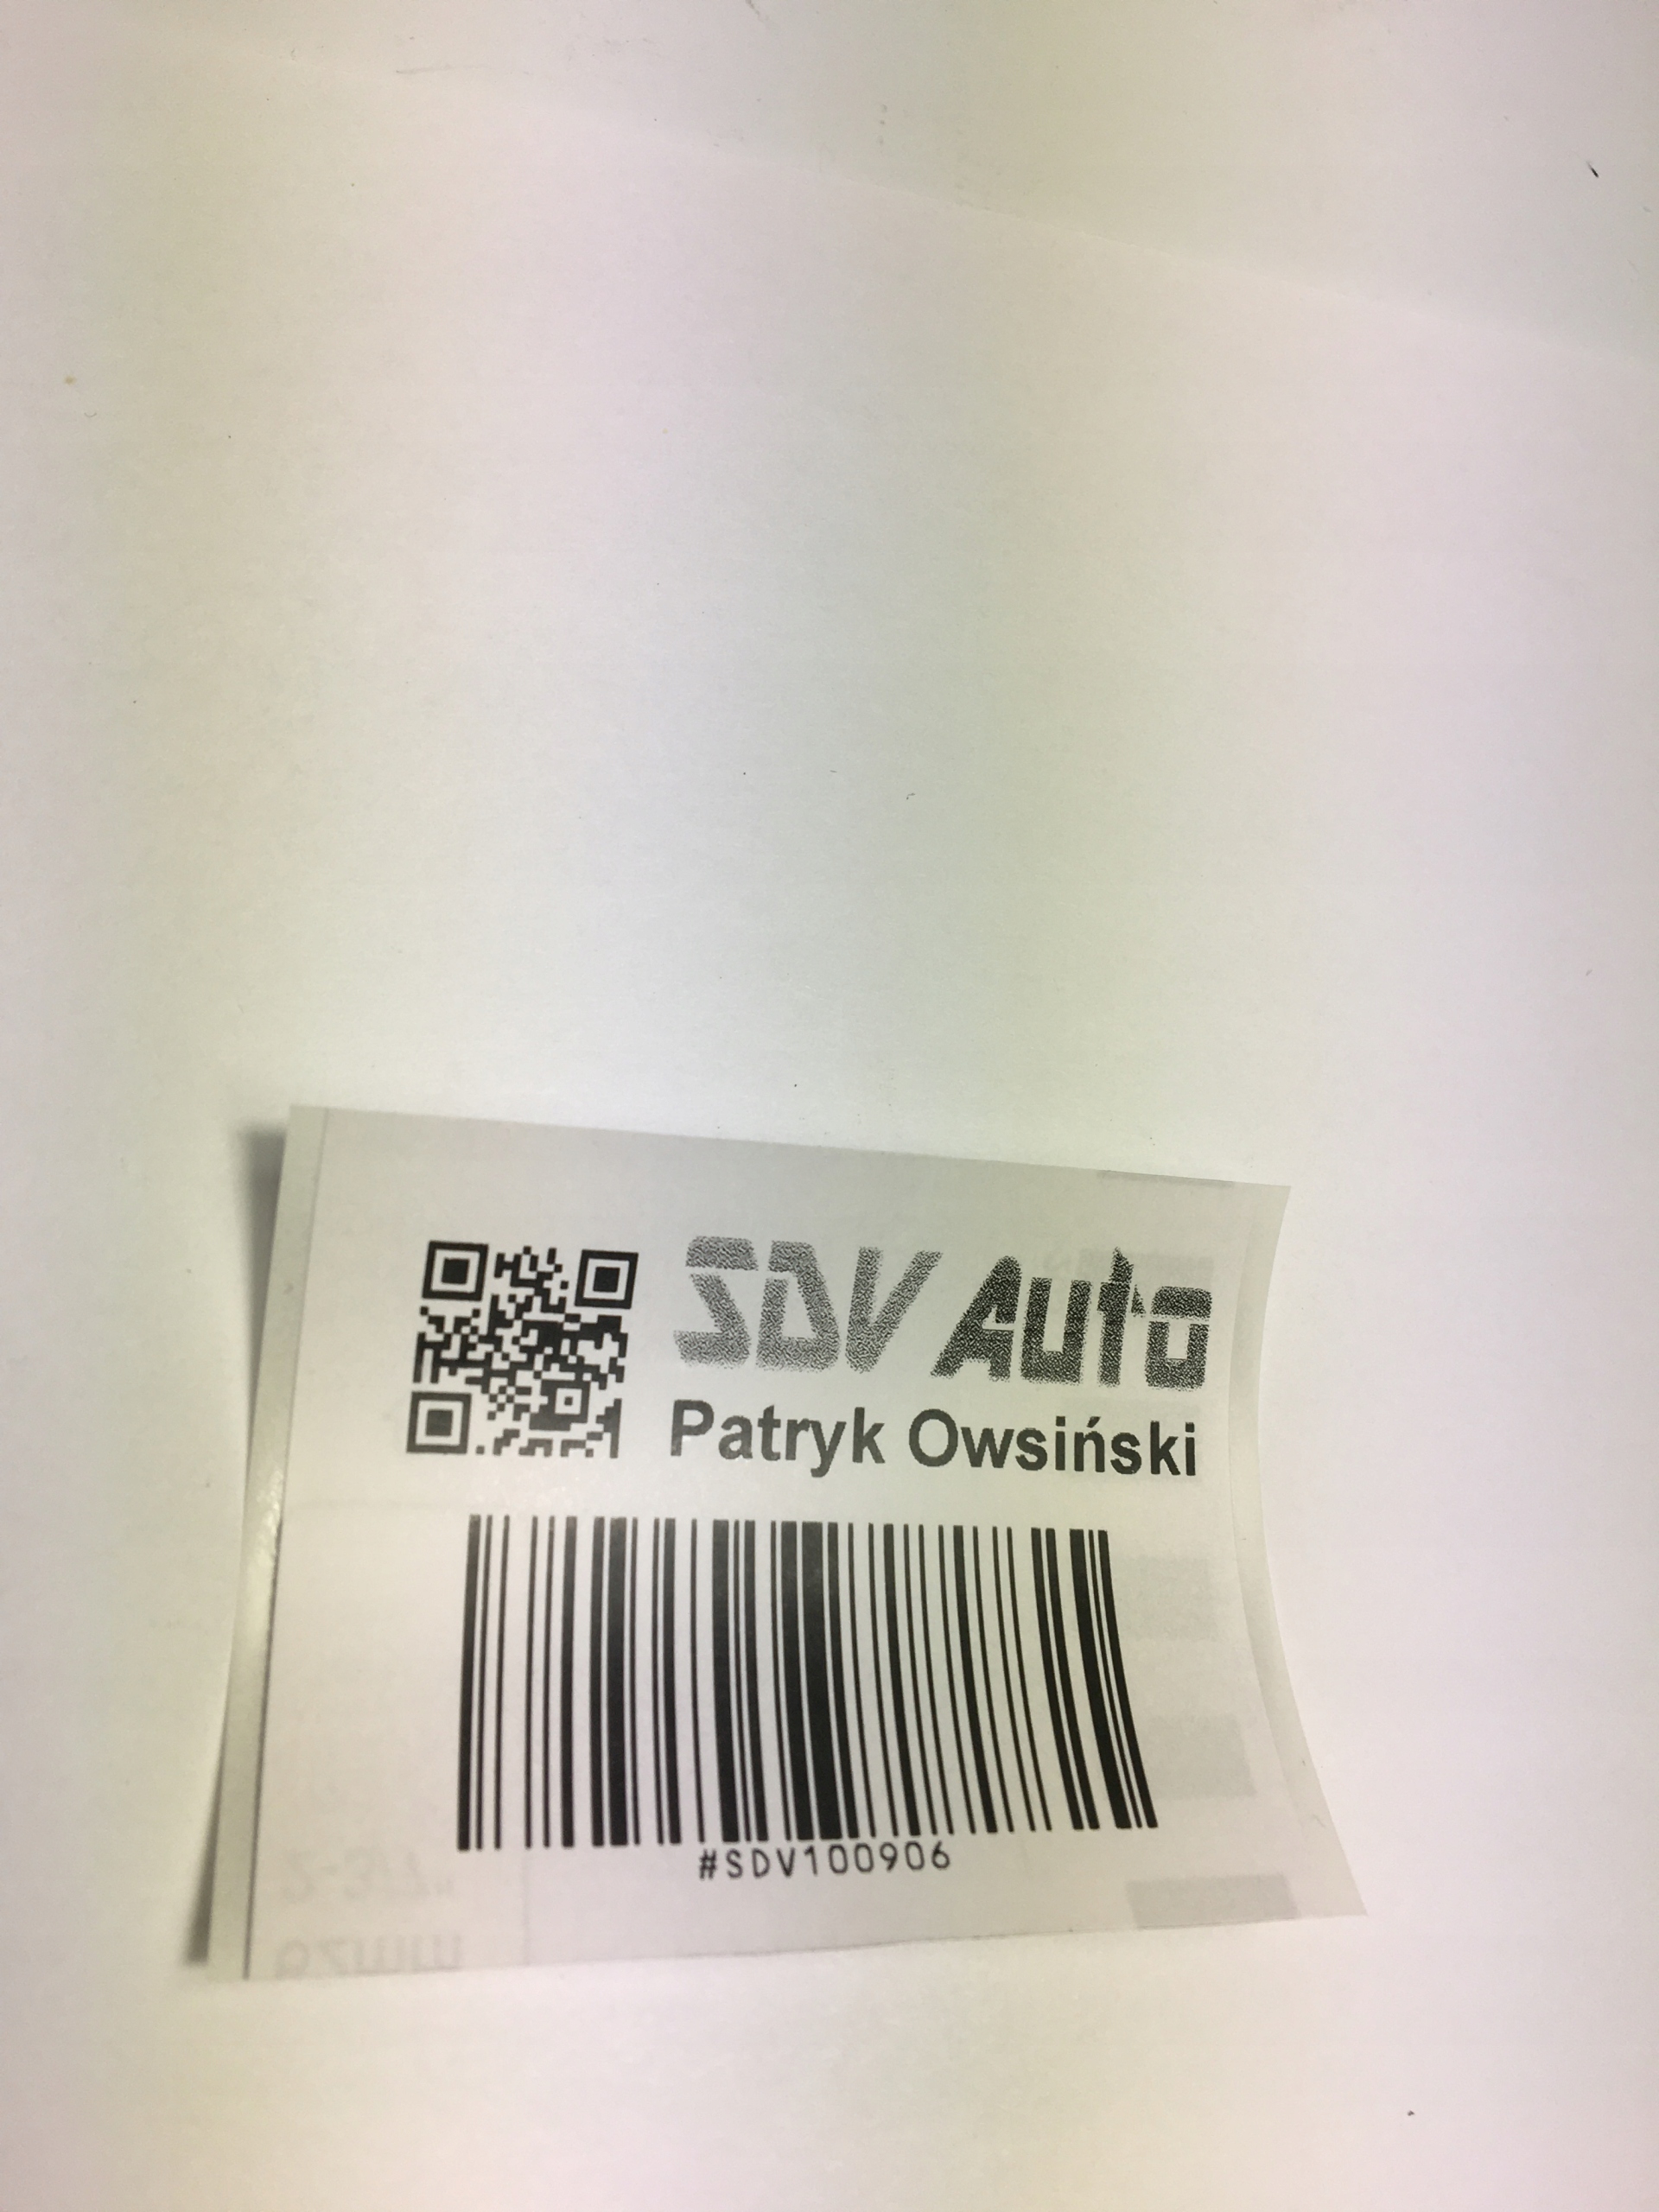 SDV Auto
Patryk Owsiński
#SDV100906